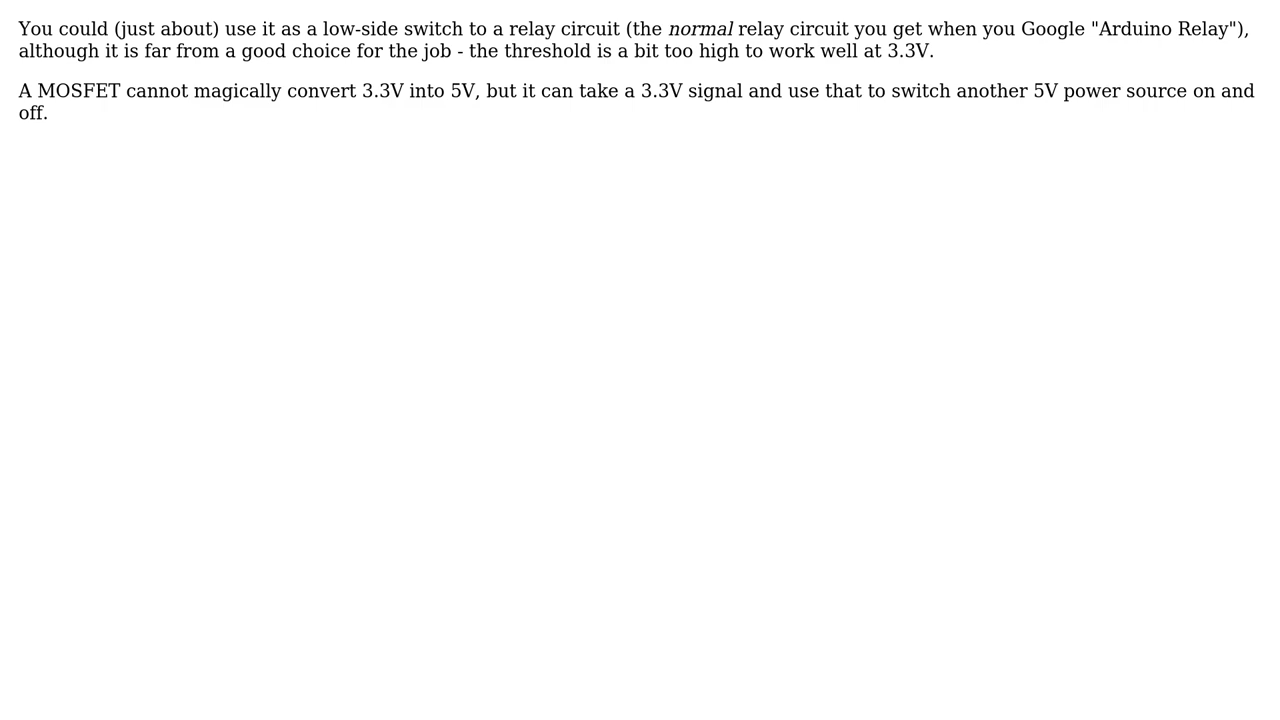 You could (just about) use it as a low-side switch to a relay circuit (the normal relay circuit you get when you Google "Arduino Relay"),
although it is far from a good choice for the job - the threshold is a bit too high to work well at 3.3V.
A MOSFET cannot magically convert 3.3V into 5V, but it can take a 3.3V signal and use that to switch another 5V power source on and
off.